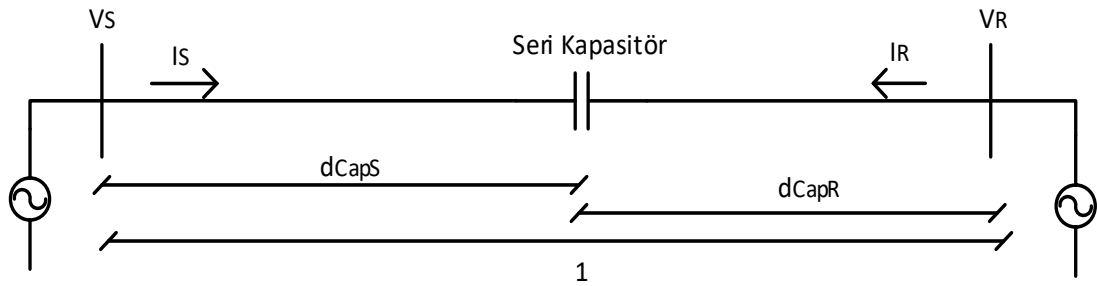 VS
VR
Seri Kapasitör
IS
IR
dCapS
dCapR
1